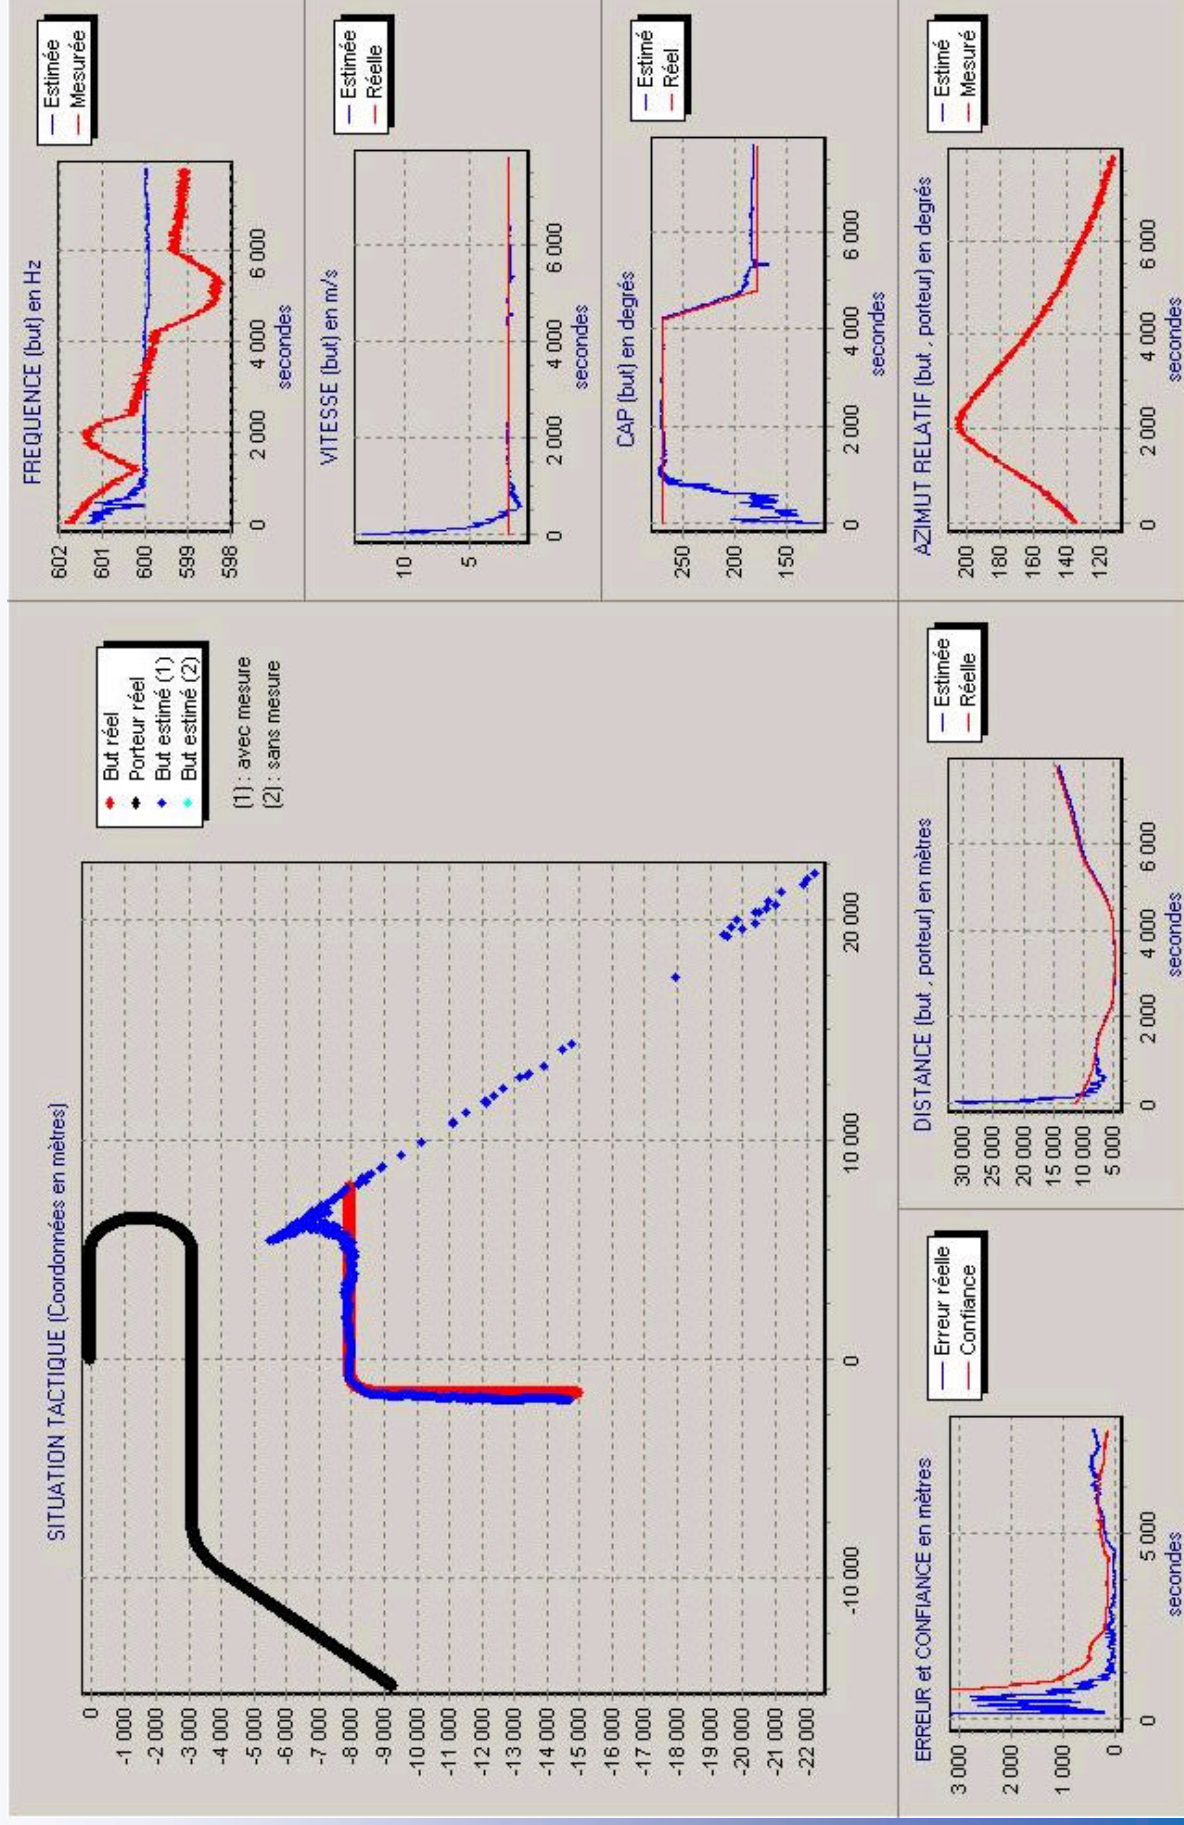 SITUATION TACTIQUE (Coordonnées en mètres)
0
-1 000
-2 000
-3 000
-4 000
-5 000
-6 000
-7 000
-8 000
-9 000
-10 000
-11 000
-12 000
-13 000
-14 000
-15 000
-16 000
-17 000
-18 000
-19 000
-20 000
-21 000
-22 000
-10 000
0
10 000
20 000
But réel
Porteur réel
But estimé (1)
But estimé (2)
(1) : avec mesure
(2) : sans mesure
FREQUENCE (but) en Hz
602
601
600
599
598
0
2 000
4 000
6 000
secondes
Estimée
Mesurée
VITESSE (but) en m/s
10
5
0
2 000
4 000
6 000
secondes
Estimée
Réelle
CAP (but) en degrés
250
200
150
0
2 000
4 000
6 000
secondes
Estimé
Réel
ERREUR et CONFIANCE en mètres
3 000
2 000
1 000
0
0
5 000
secondes
Erreur réelle
Confiance
DISTANCE (but , porteur) en mètres
30 000
25 000
20 000
15 000
10 000
5 000
0
2 000
4 000
6 000
secondes
Estimée
Réelle
AZIMUT RELATIF (but , porteur) en degrés
200
180
160
140
120
0
2 000
4 000
6 000
secondes
Estimé
Mesuré